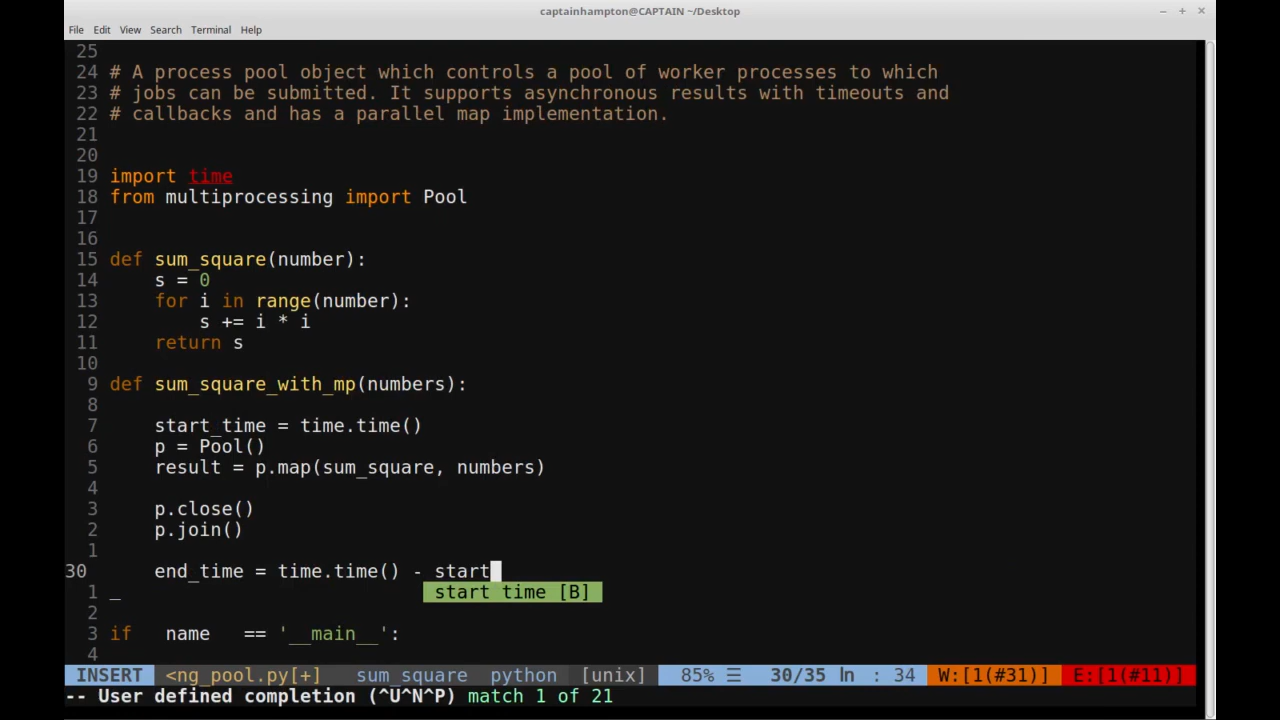 captainhampton@CAPTAIN ~/Desktop
File Edit View Search Terminal Help
25
24 # A process pool object which controls a pool of worker processes to which
23 # jobs can be submitted. It supports asynchronous results with timeouts and
22 # callbacks and has a parallel map implementation.
21
20
19 import time
18 from multiprocessing import Pool
17
16
15 def sum_square(number):
14     s = 0
13     for i in range(number):
12         s += i * i
11     return s
10
9 def sum_square_with_mp(numbers):
8
7     start_time = time.time()
6     p = Pool()
5     result = p.map(sum_square, numbers)
4
3     p.close()
2     p.join()
1
30     end_time = time.time() - start
1 _ start time [B]
2
3 if   name   == '__main__':
4
INSERT <ng_pool.py[+] sum_square python [unix] 85% ☰ 30/35 ln : 34 W:[1(#31)] E:[1(#11)]
-- User defined completion (^U^N^P) match 1 of 21